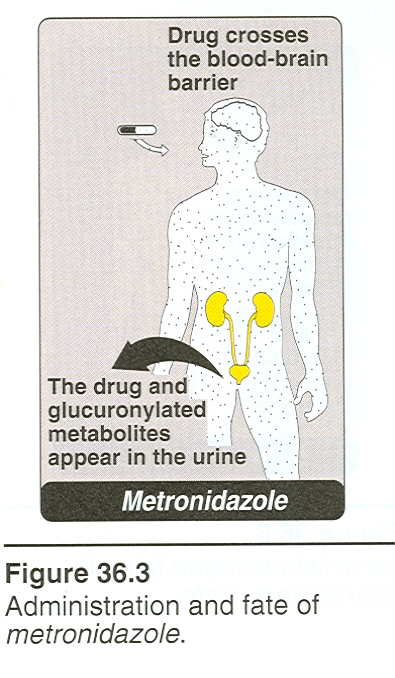 Drug crosses
the blood-brain
barrier
The drug and
glucuronylated
metabolites
appear in the urine
Metronidazole
Figure 36.3
Administration and fate of
metronidazole.